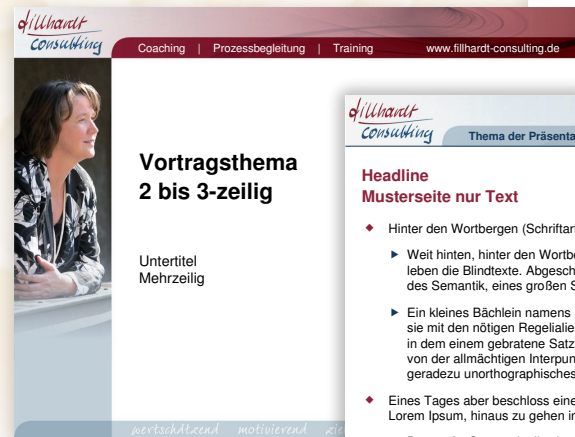 fillhardt
consulting
Coaching | Prozessbegleitung | Training www.fillhardt-consulting.de
Vortragsthema
2 bis 3-zeilig
Untertitel
Mehrzeilig
wertschätzend motivierend
fillhardt
consulting
Thema der Präsenta
Headline
Musterseite nur Text
Hinter den Wortbergen (Schriftar
Weit hinten, hinter den Wortbe
leben die Blindtexte. Abgesch
des Semantik, eines großen S
Ein kleines Bächlein namens
sie mit den nötigen Regelialie
in dem einem gebratene Satz
von der allmächtigen Interpun
geradezu unorthographisches
Eines Tages aber beschloss eine
Lorem Ipsum, hinaus zu gehen in